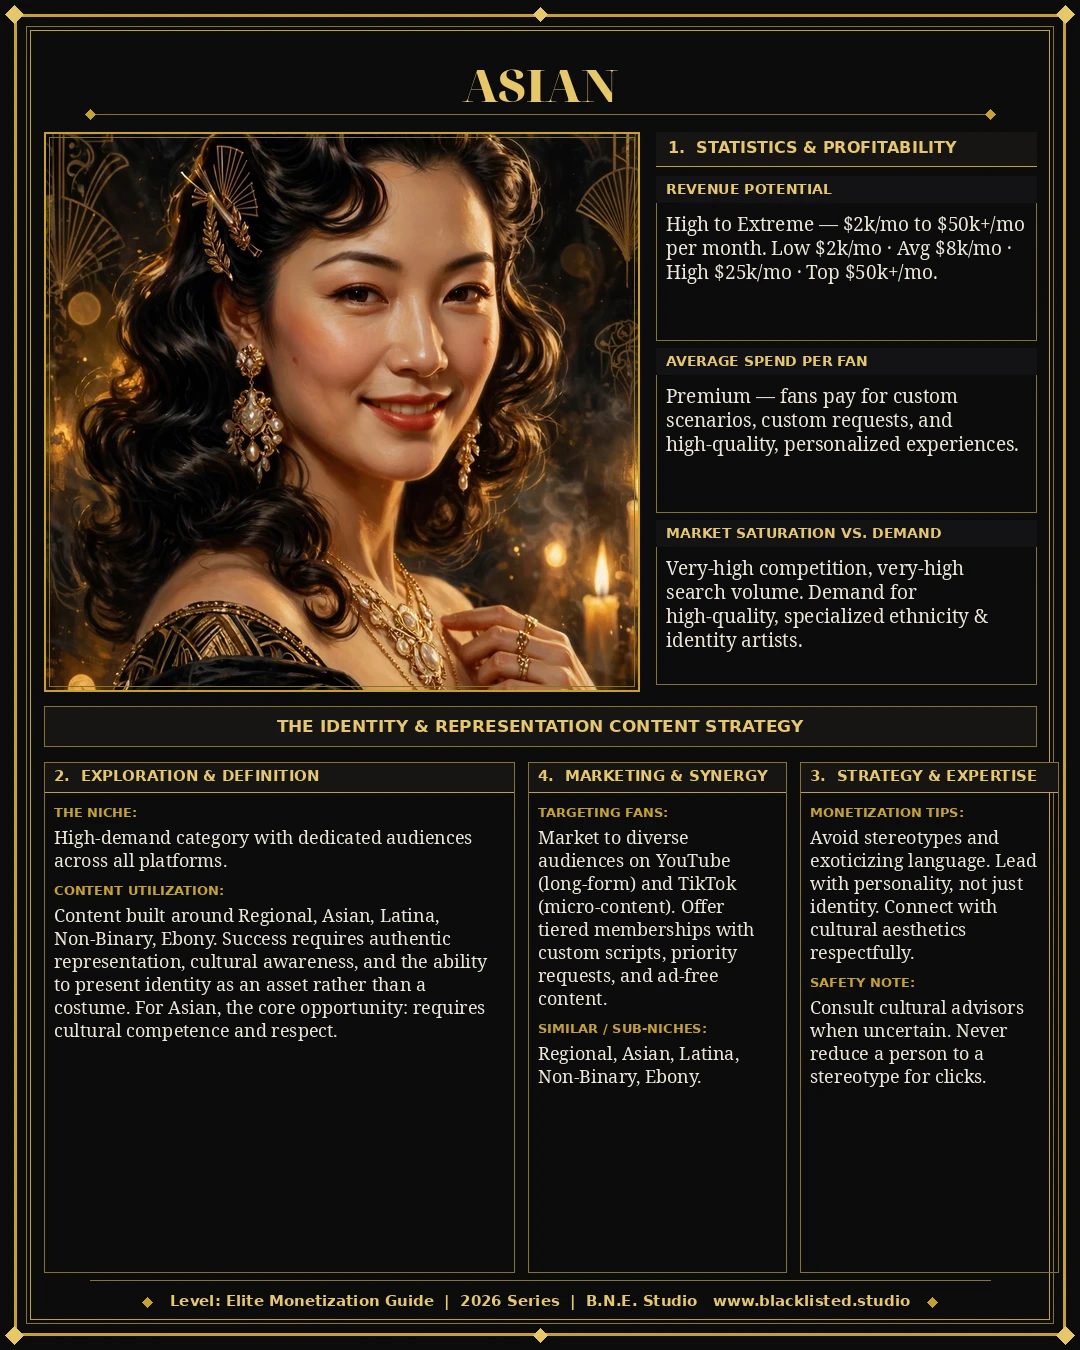 ASIAN
1. STATISTICS & PROFITABILITY
REVENUE POTENTIAL
High to Extreme — $2k/mo to $50k+/mo
per month. Low $2k/mo · Avg $8k/mo ·
High $25k/mo · Top $50k+/mo.
AVERAGE SPEND PER FAN
Premium — fans pay for custom
scenarios, custom requests, and
high-quality, personalized experiences.
MARKET SATURATION VS. DEMAND
Very-high competition, very-high
search volume. Demand for
high-quality, specialized ethnicity &
identity artists.
THE IDENTITY & REPRESENTATION CONTENT STRATEGY
2. EXPLORATION & DEFINITION
THE NICHE:
High-demand category with dedicated audiences
across all platforms.
CONTENT UTILIZATION:
Content built around Regional, Asian, Latina,
Non-Binary, Ebony. Success requires authentic
representation, cultural awareness, and the ability
to present identity as an asset rather than a
costume. For Asian, the core opportunity: requires
cultural competence and respect.
4. MARKETING & SYNERGY
TARGETING FANS:
Market to diverse
audiences on YouTube
(long-form) and TikTok
(micro-content). Offer
tiered memberships with
custom scripts, priority
requests, and ad-free
content.
SIMILAR / SUB-NICHES:
Regional, Asian, Latina,
Non-Binary, Ebony.
3. STRATEGY & EXPERTISE
MONETIZATION TIPS:
Avoid stereotypes and
exoticizing language. Lead
with personality, not just
identity. Connect with
cultural aesthetics
respectfully.
SAFETY NOTE:
Consult cultural advisors
when uncertain. Never
reduce a person to a
stereotype for clicks.
Level: Elite Monetization Guide | 2026 Series | B.N.E. Studio www.blacklisted.studio